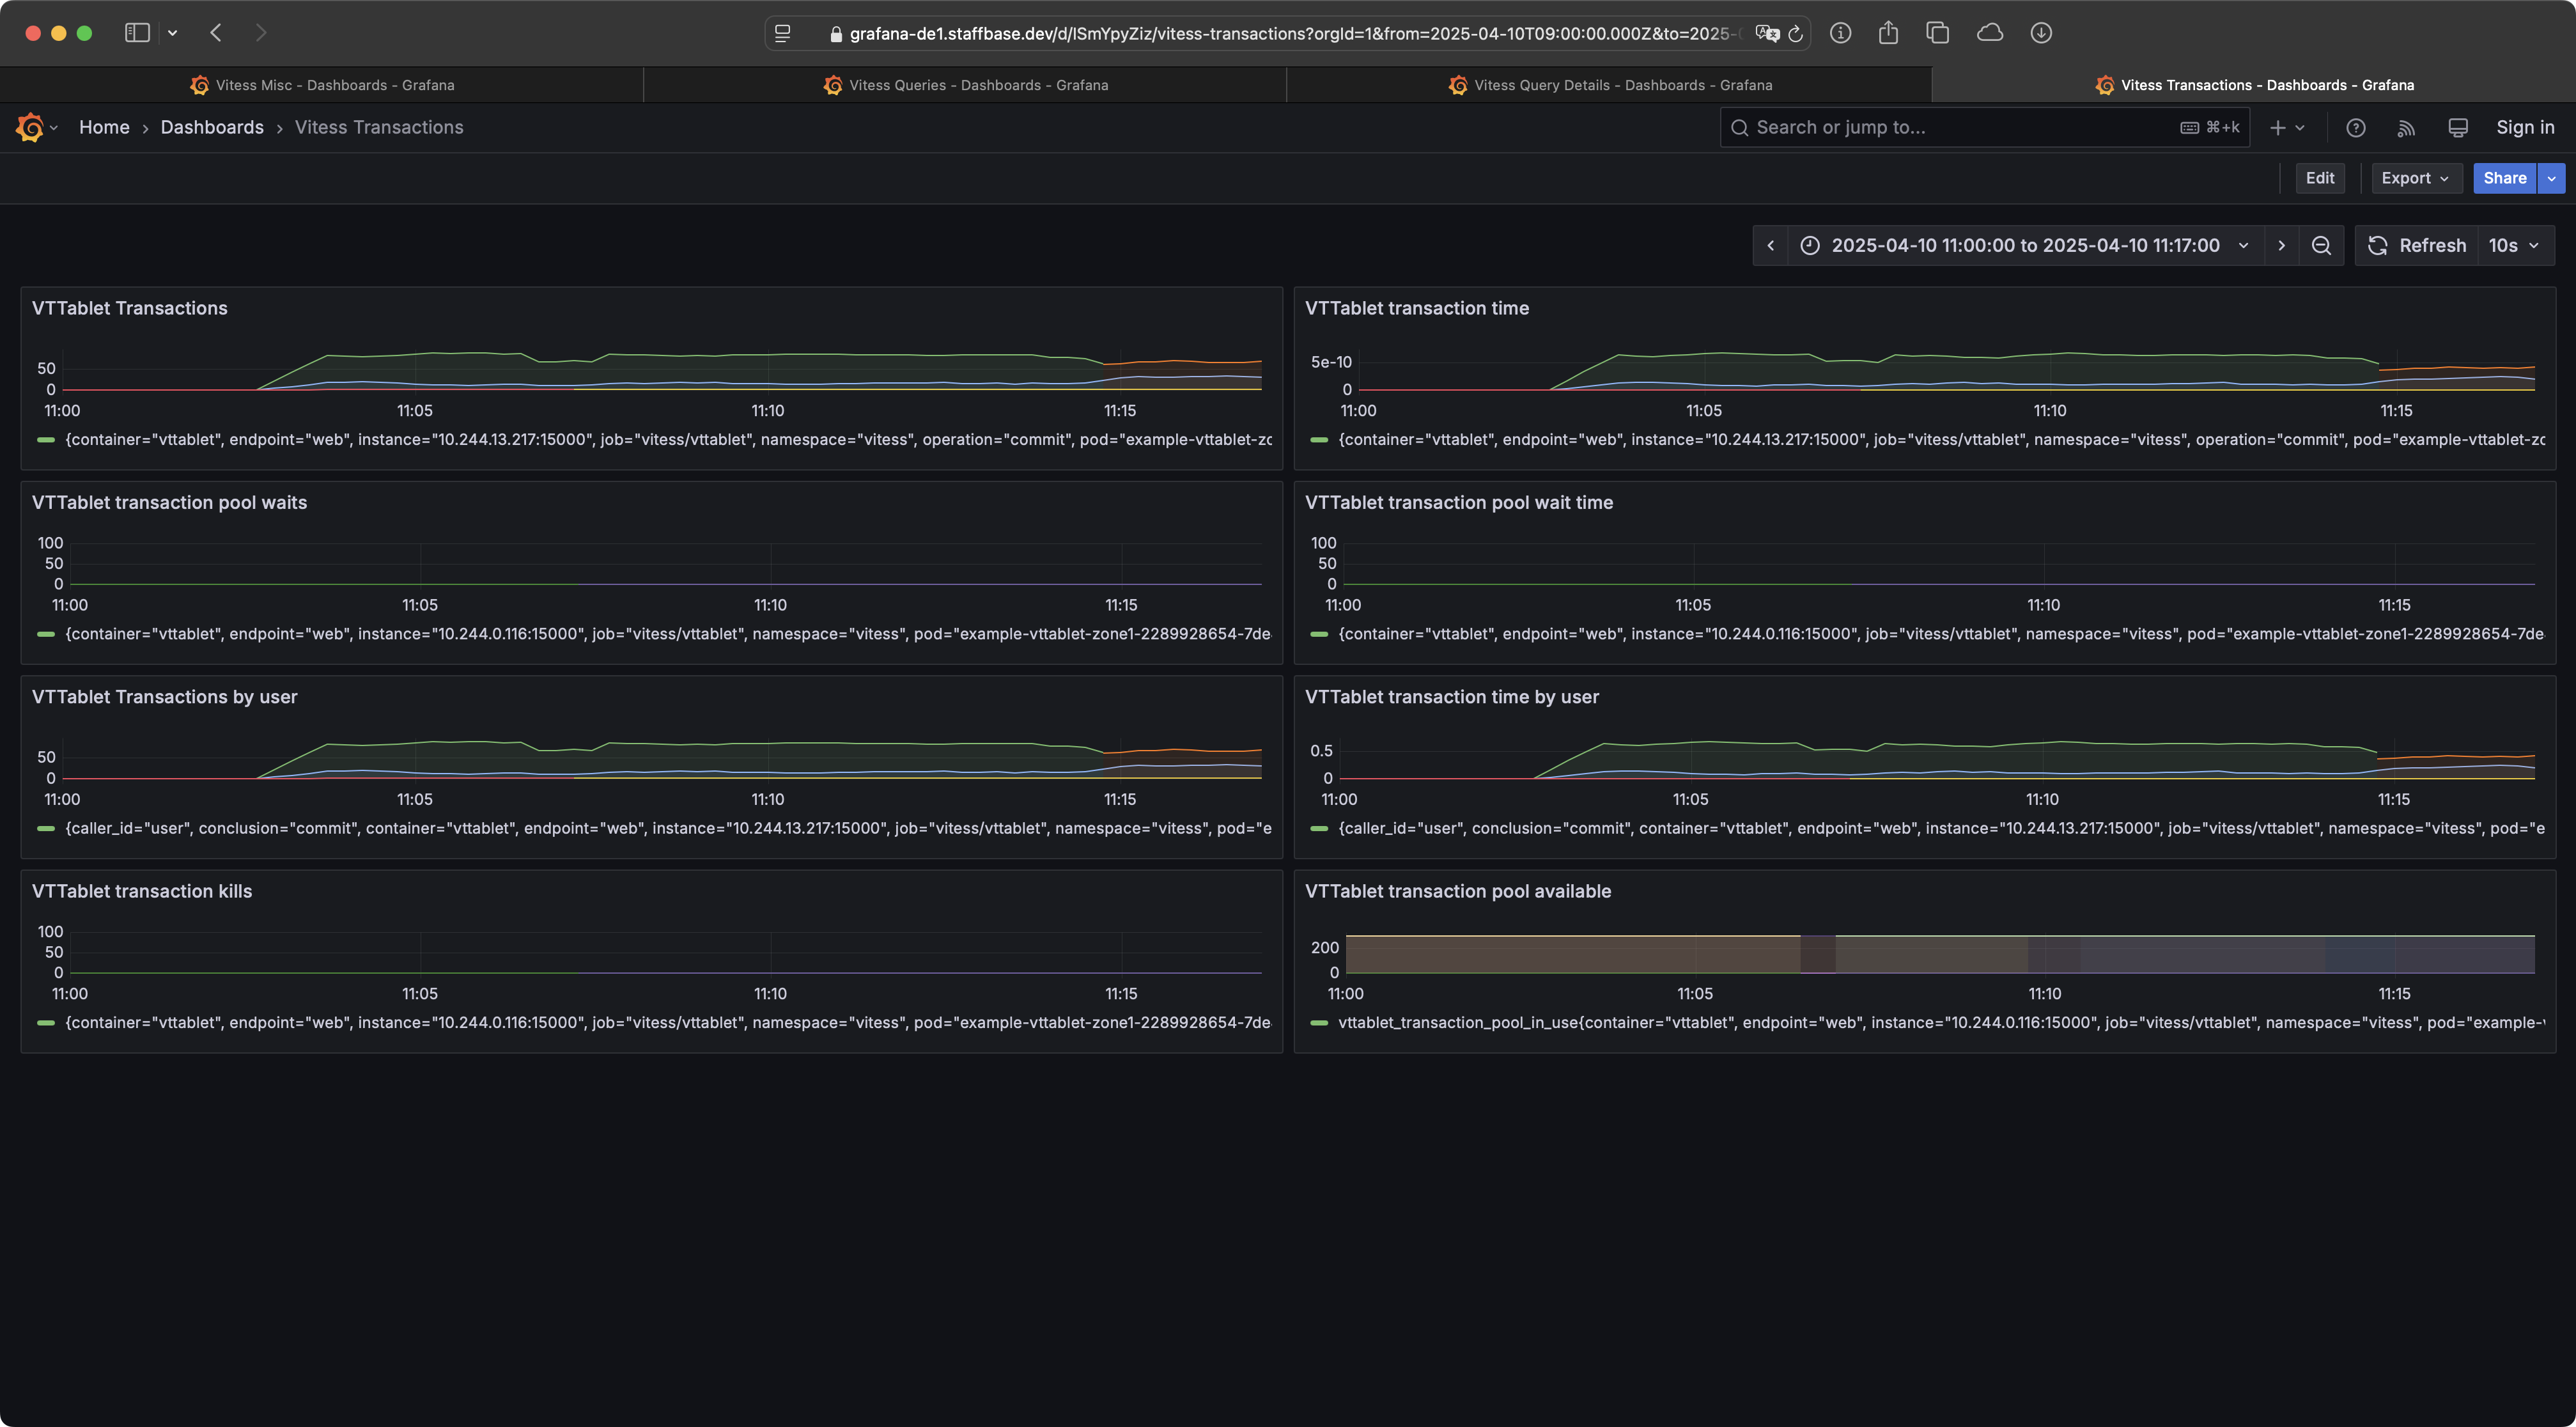 grafana-de1.staffbase.dev/d/ISmYpyZiz/vitess-transactions?orgId=1&from=2025-04-10T09:00:00.000Z&to=2025-
Vitess Misc - Dashboards - Grafana
Vitess Queries - Dashboards - Grafana
Vitess Query Details - Dashboards - Grafana
Vitess Transactions - Dashboards - Grafana
Home › Dashboards › Vitess Transactions
Search or jump to...
⌘+k
Sign in
Edit
Export
Share
2025-04-10 11:00:00 to 2025-04-10 11:17:00
Refresh
10s
VTTablet Transactions
50
0
11:00 11:05 11:10 11:15
{container="vttablet", endpoint="web", instance="10.244.13.217:15000", job="vitess/vttablet", namespace="vitess", operation="commit", pod="example-vttablet-zo
VTTablet transaction time
5e-10
0
11:00 11:05 11:10 11:15
{container="vttablet", endpoint="web", instance="10.244.13.217:15000", job="vitess/vttablet", namespace="vitess", operation="commit", pod="example-vttablet-zo
VTTablet transaction pool waits
100
50
0
11:00 11:05 11:10 11:15
{container="vttablet", endpoint="web", instance="10.244.0.116:15000", job="vitess/vttablet", namespace="vitess", pod="example-vttablet-zone1-2289928654-7de
VTTablet transaction pool wait time
100
50
0
11:00 11:05 11:10 11:15
{container="vttablet", endpoint="web", instance="10.244.0.116:15000", job="vitess/vttablet", namespace="vitess", pod="example-vttablet-zone1-2289928654-7de
VTTablet Transactions by user
50
0
11:00 11:05 11:10 11:15
{caller_id="user", conclusion="commit", container="vttablet", endpoint="web", instance="10.244.13.217:15000", job="vitess/vttablet", namespace="vitess", pod="e
VTTablet transaction time by user
0.5
0
11:00 11:05 11:10 11:15
{caller_id="user", conclusion="commit", container="vttablet", endpoint="web", instance="10.244.13.217:15000", job="vitess/vttablet", namespace="vitess", pod="e
VTTablet transaction kills
100
50
0
11:00 11:05 11:10 11:15
{container="vttablet", endpoint="web", instance="10.244.0.116:15000", job="vitess/vttablet", namespace="vitess", pod="example-vttablet-zone1-2289928654-7de
VTTablet transaction pool available
200
0
11:00 11:05 11:10 11:15
vttablet_transaction_pool_in_use{container="vttablet", endpoint="web", instance="10.244.0.116:15000", job="vitess/vttablet", namespace="vitess", pod="example-